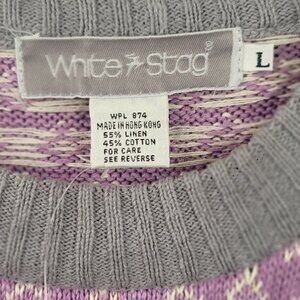 White Stag
L
WPL 874
MADE IN HONG KONG
55% LINEN
45% COTTON
FOR CARE
SEE REVERSE